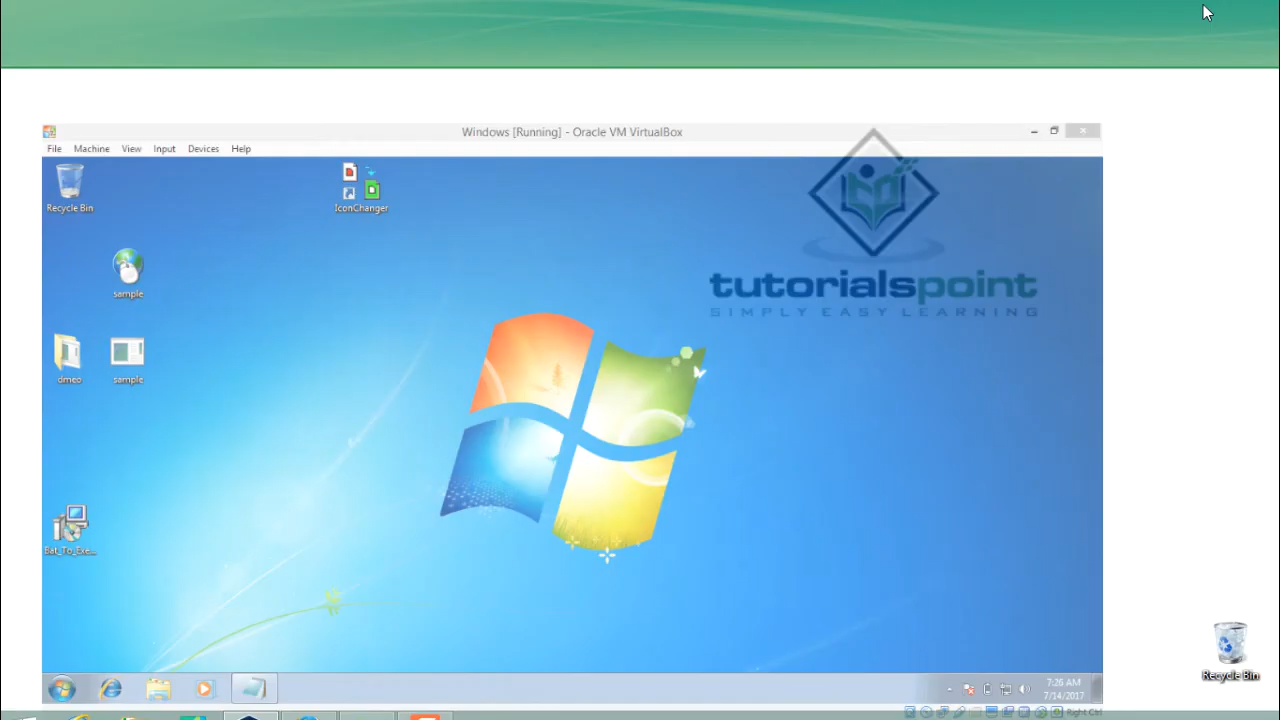 Windows [Running] - Oracle VM VirtualBox
File Machine View Input Devices Help
Recycle Bin
IconChanger
tutorialspoint
SIMPLY EASY LEARNING
sample
dmeo
sample
Bat_To_Exe...
7:26 AM
7/14/2017
Recycle Bin
Right Ctrl